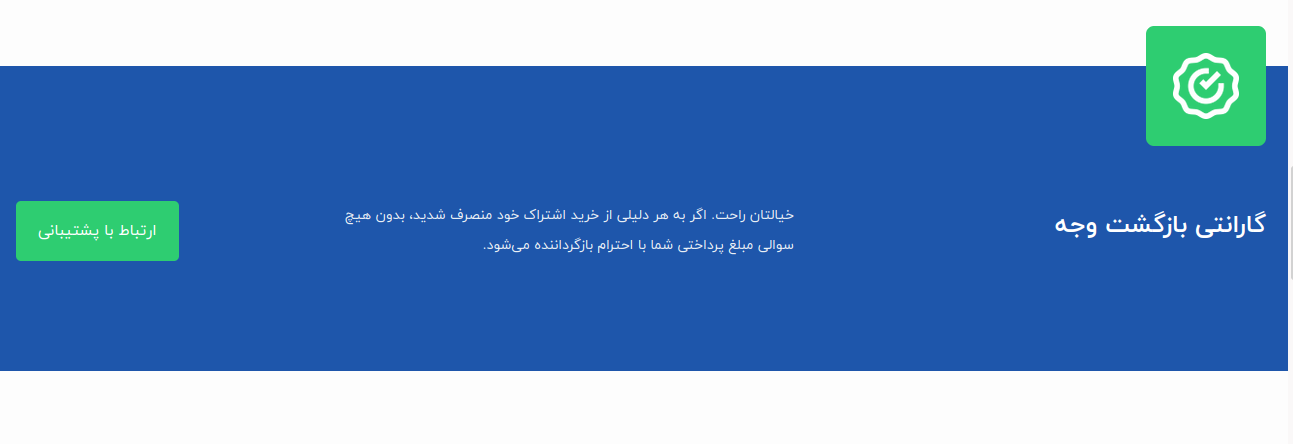 گارانتی بازگشت وجه
خیالتان راحت. اگر به هر دلیلی از خرید اشتراک خود منصرف شدید، بدون هیچ
سوالی مبلغ پرداختی شما با احترام بازگردانده می‌شود.
ارتباط با پشتیبانی